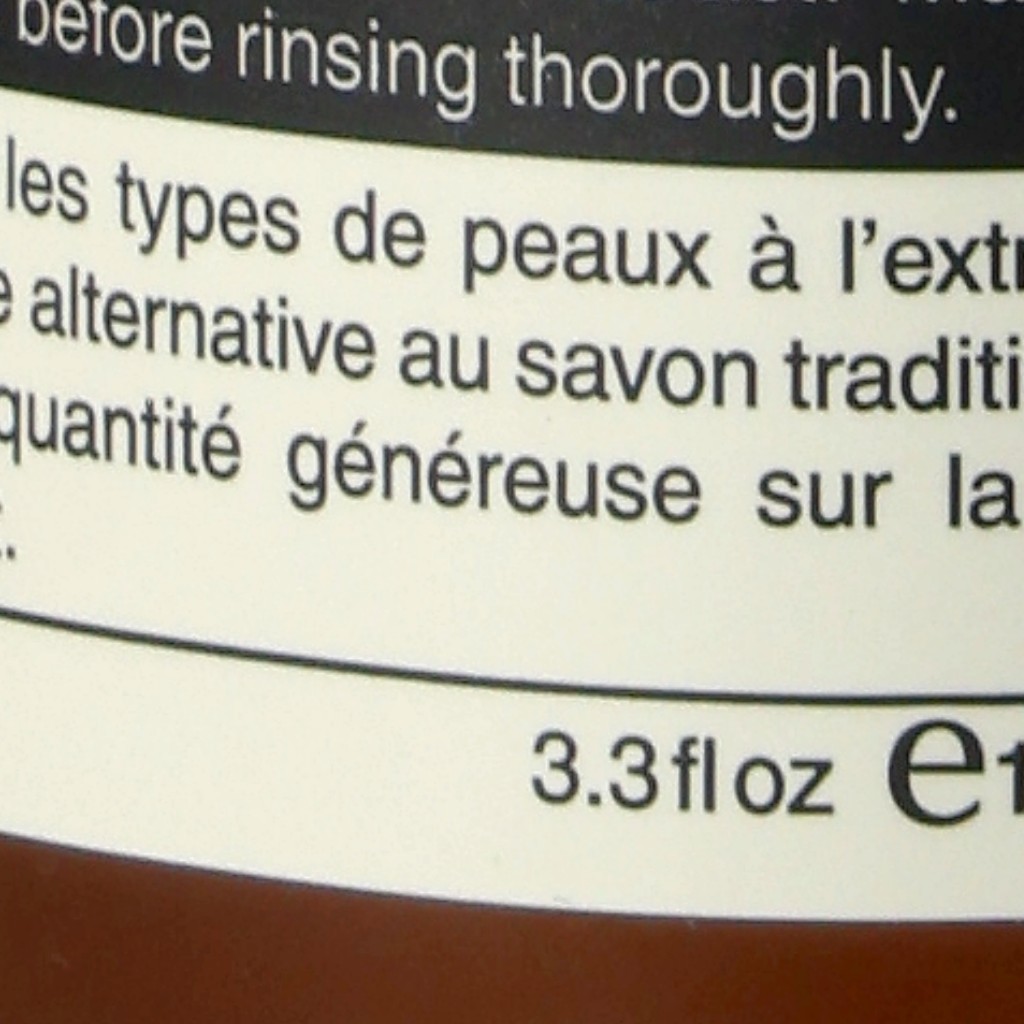 before rinsing thoroughly.
les types de peaux à l'extr
e alternative au savon traditi
quantité généreuse sur la
.
3.3 fl oz e1